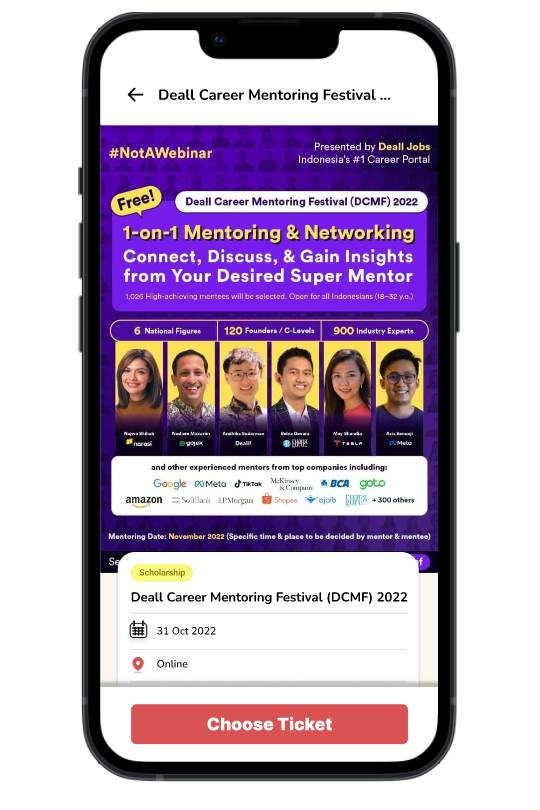 Deall Career Mentoring Festival ...
#NotAWebinar
Presented by Deall Jobs
Indonesia's #1 Career Portal
Free!
Deall Career Mentoring Festival (DCMF) 2022
1-on-1 Mentoring & Networking
Connect, Discuss, & Gain Insights
from Your Desired Super Mentor
1,026 High-achieving mentees will be selected. Open for all Indonesians (18-32 y.o.)
6 National Figures
120 Founders / C-Levels
900 Industry Experts
Najwa Shihab
Nadiem Makarim
Andhika Sudarman
Belva Devara
May Shandia
narasi
gojek
Deall!
TESLA
Meta
and other experienced mentors from top companies including:
Google Meta TikTok McKinsey & Company BCA goto
amazon SoftBank J.P.Morgan Shopee ajaib + 300 others
Mentoring Date: November 2022 (Specific time & place to be decided by mentor & mentee)
Scholarship
Deall Career Mentoring Festival (DCMF) 2022
31 Oct 2022
Online
Choose Ticket